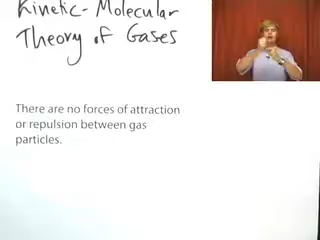 Kinetic-Molecular
Theory of Gases
There are no forces of attraction
or repulsion between gas
particles.